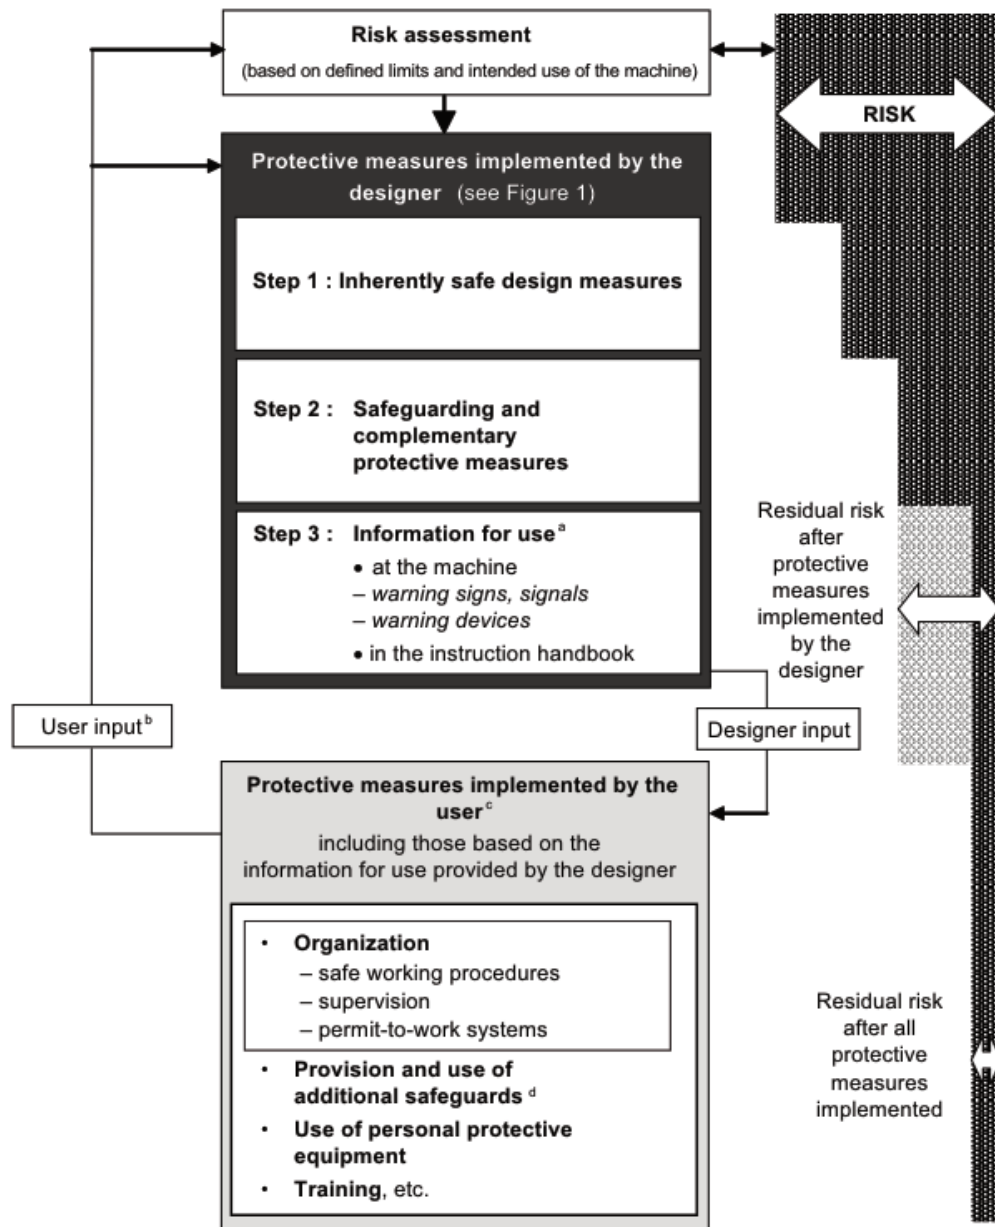 Risk assessment
(based on defined limits and intended use of the machine)
RISK
Protective measures implemented by the
designer (see Figure 1)
Step 1 : Inherently safe design measures
Step 2 : Safeguarding and
complementary
protective measures
Step 3 : Information for use a
• at the machine
– warning signs, signals
– warning devices
• in the instruction handbook
Residual risk
after
protective
measures
implemented
by the
designer
User input b
Designer input
Protective measures implemented by the
user c
including those based on the
information for use provided by the designer
• Organization
– safe working procedures
– supervision
– permit-to-work systems
• Provision and use of
additional safeguards d
• Use of personal protective
equipment
• Training, etc.
Residual risk
after all
protective
measures
implemented